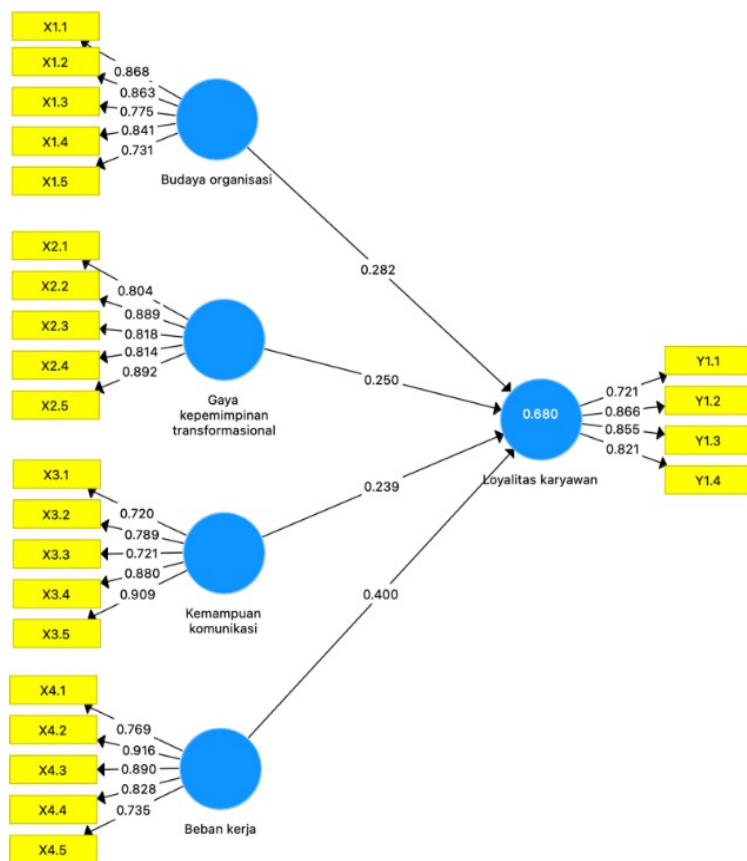 X1.1
X1.2
X1.3
X1.4
X1.5
0.868
0.863
0.775
0.841
0.731
Budaya organisasi
0.282
X2.1
X2.2
X2.3
X2.4
X2.5
0.804
0.889
0.818
0.814
0.892
Gaya
kepemimpinan
transformasional
0.250
X3.1
X3.2
X3.3
X3.4
X3.5
0.720
0.789
0.721
0.880
0.909
Kemampuan
komunikasi
0.239
X4.1
X4.2
X4.3
X4.4
X4.5
0.769
0.916
0.890
0.828
0.735
Beban kerja
0.400
0.680
Loyalitas karyawan
0.721
0.866
0.855
0.821
Y1.1
Y1.2
Y1.3
Y1.4